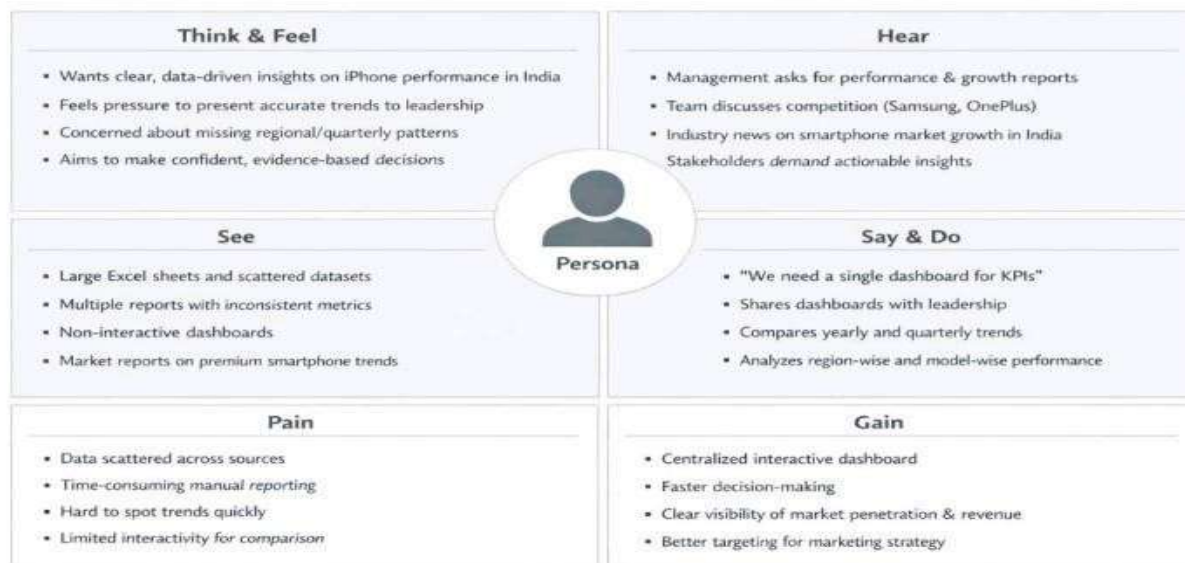 Think & Feel
• Wants clear, data-driven insights on iPhone performance in India
• Feels pressure to present accurate trends to leadership
• Concerned about missing regional/quarterly patterns
• Aims to make confident, evidence-based decisions
Hear
• Management asks for performance & growth reports
• Team discusses competition (Samsung, OnePlus)
• Industry news on smartphone market growth in India
Stakeholders demand actionable insights
Persona
See
• Large Excel sheets and scattered datasets
• Multiple reports with inconsistent metrics
• Non-interactive dashboards
• Market reports on premium smartphone trends
Say & Do
• "We need a single dashboard for KPIs"
• Shares dashboards with leadership
• Compares yearly and quarterly trends
• Analyzes region-wise and model-wise performance
Pain
• Data scattered across sources
• Time-consuming manual reporting
• Hard to spot trends quickly
• Limited interactivity for comparison
Gain
• Centralized interactive dashboard
• Faster decision-making
• Clear visibility of market penetration & revenue
• Better targeting for marketing strategy